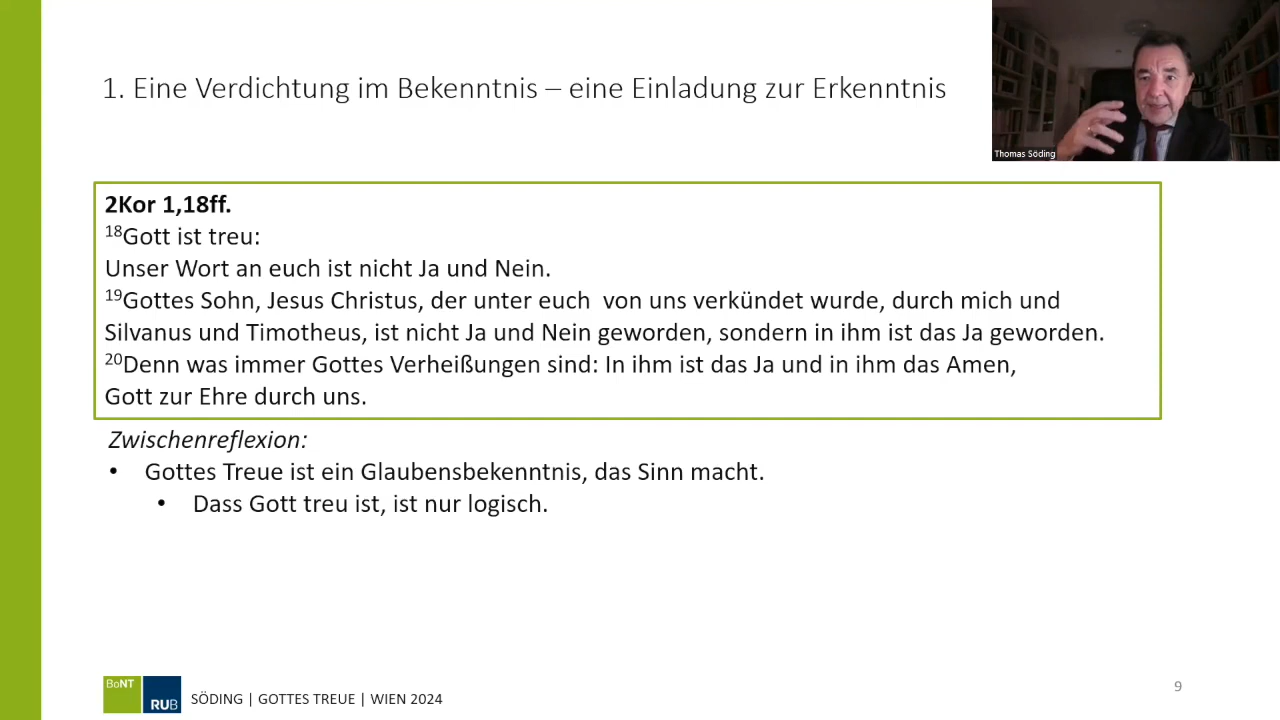 1. Eine Verdichtung im Bekenntnis – eine Einladung zur Erkenntnis
Thomas Söding
2Kor 1,18ff.
18Gott ist treu:
Unser Wort an euch ist nicht Ja und Nein.
19Gottes Sohn, Jesus Christus, der unter euch von uns verkündet wurde, durch mich und
Silvanus und Timotheus, ist nicht Ja und Nein geworden, sondern in ihm ist das Ja geworden.
20Denn was immer Gottes Verheißungen sind: In ihm ist das Ja und in ihm das Amen,
Gott zur Ehre durch uns.
Zwischenreflexion:
• Gottes Treue ist ein Glaubensbekenntnis, das Sinn macht.
• Dass Gott treu ist, ist nur logisch.
BoNT
RUB
SÖDING | GOTTES TREUE | WIEN 2024
9